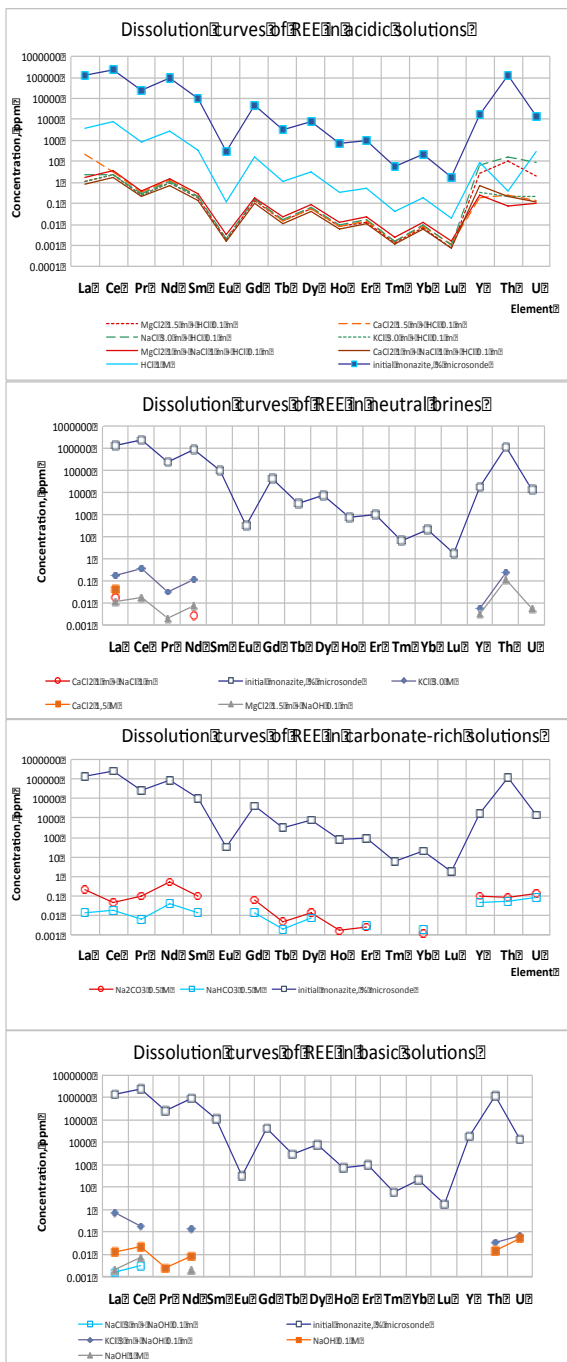 Dissolution curves of REE in acidic solutions
Concentration, ppm
1000000
100000
10000
1000
100
10
1
0.1
0.01
0.001
0.0001
La Ce Pr Nd Sm Eu Gd Tb Dy Ho Er Tm Yb Lu Y Th U
Element
MgCl2 1.5m + HCl 0.1m CaCl2 1.5m + HCl 0.1m
NaCl 3.0m + HCl 0.1m KCl 3.0m + HCl 0.1m
MgCl2 1m + NaCl 1m + HCl 0.1m CaCl2 1m + NaCl 1m + HCl 0.1m
HCl 1M initial monazite, % microsonde
Dissolution curves of REE in neutral brines
Concentration, ppm
1000000
100000
10000
1000
100
10
1
0.1
0.01
0.001
La Ce Pr Nd Sm Eu Gd Tb Dy Ho Er Tm Yb Lu Y Th U
CaCl2 1m + NaCl 1m initial monazite, % microsonde KCl 3.0M
CaCl2 1,5M MgCl2 1.5m + NaOH 0.1m
Dissolution curves of REE in carbonate-rich solutions
Concentration, ppm
1000000
100000
10000
1000
100
10
1
0.1
0.01
0.001
La Ce Pr Nd Sm Eu Gd Tb Dy Ho Er Tm Yb Lu Y Th U
Element
Na2CO3 0.5M NaHCO3 0.5M initial monazite, % microsonde
Dissolution curves of REE in basic solutions
Concentration, ppm
1000000
100000
10000
1000
100
10
1
0.1
0.01
0.001
La Ce Pr Nd Sm Eu Gd Tb Dy Ho Er Tm Yb Lu Y Th U
NaCl 3m + NaOH 0.1m initial monazite, % microsonde
KCl 3m + NaOH 0.1m NaOH 0.1M
NaOH 1M